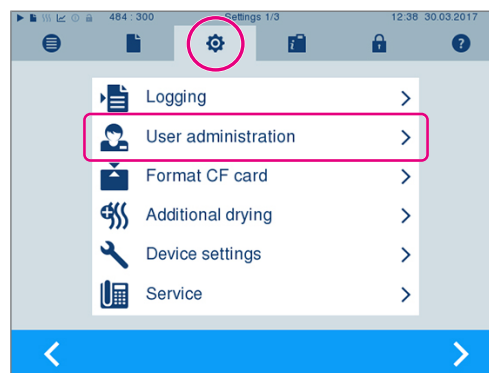 484 : 300 Settings 1/3 12:38 30.03.2017
i
?
Logging
User administration
Format CF card
Additional drying
Device settings
Service